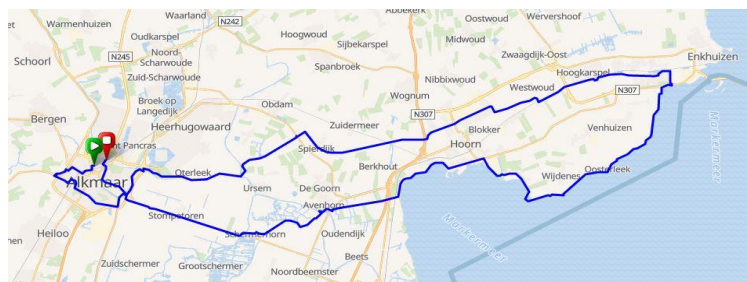 Warmenhuizen
Waarland
N242
Aboekerk
Oostwoud
Wervershoof
Oudkarspel
Hoogwoud
Midwoud
Schoorl
N245
Noord-
Scharwoude
Sijbekarspel
Zwaagdijk-Oost
Enkhuizen
Zuid-Scharwoude
Spanbroek
Nibbixwoud
Hoogkarspel
Broek op
Langedijk
Wognum
Westwoud
N307
Bergen
Obdam
N307
Heerhugowaard
Zuidermeer
Blokker
Venhuizen
nt Pancras
Spierdijk
Hoorn
Markermeer
Oterleek
Berkhout
Oosterleek
Alkmaar
Ursem
De Goorn
Wijdenes
Stompetoren
Avenhorn
Heiloo
Schermerhorn
Oudendijk
Markermeer
Zuidschermer
Grootschermer
Beets
Noordbeemster